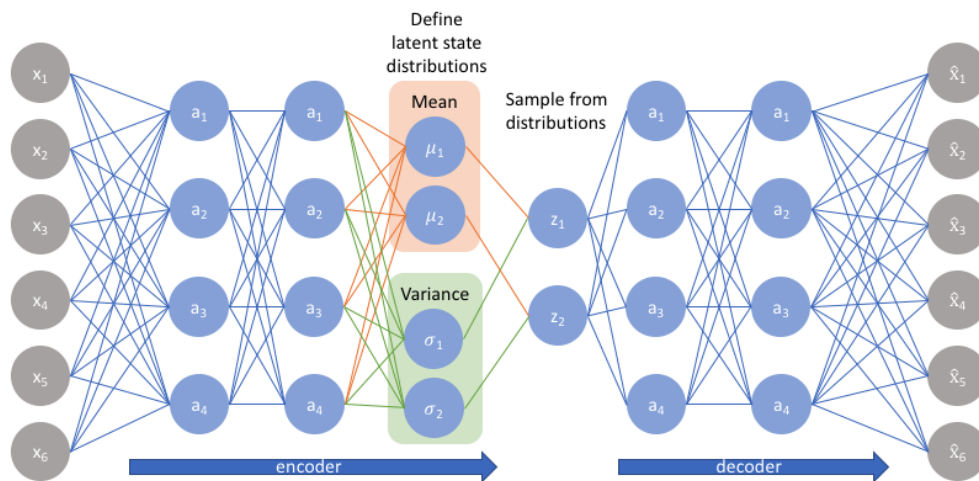 Define
latent state
distributions
Mean
Sample from
distributions
Variance
x₁
x₂
x₃
x₄
x₅
x₆
a₁
a₂
a₃
a₄
a₁
a₂
a₃
a₄
μ₁
μ₂
σ₁
σ₂
z₁
z₂
a₁
a₂
a₃
a₄
a₁
a₂
a₃
a₄
x̂₁
x̂₂
x̂₃
x̂₄
x̂₅
x̂₆
encoder
decoder